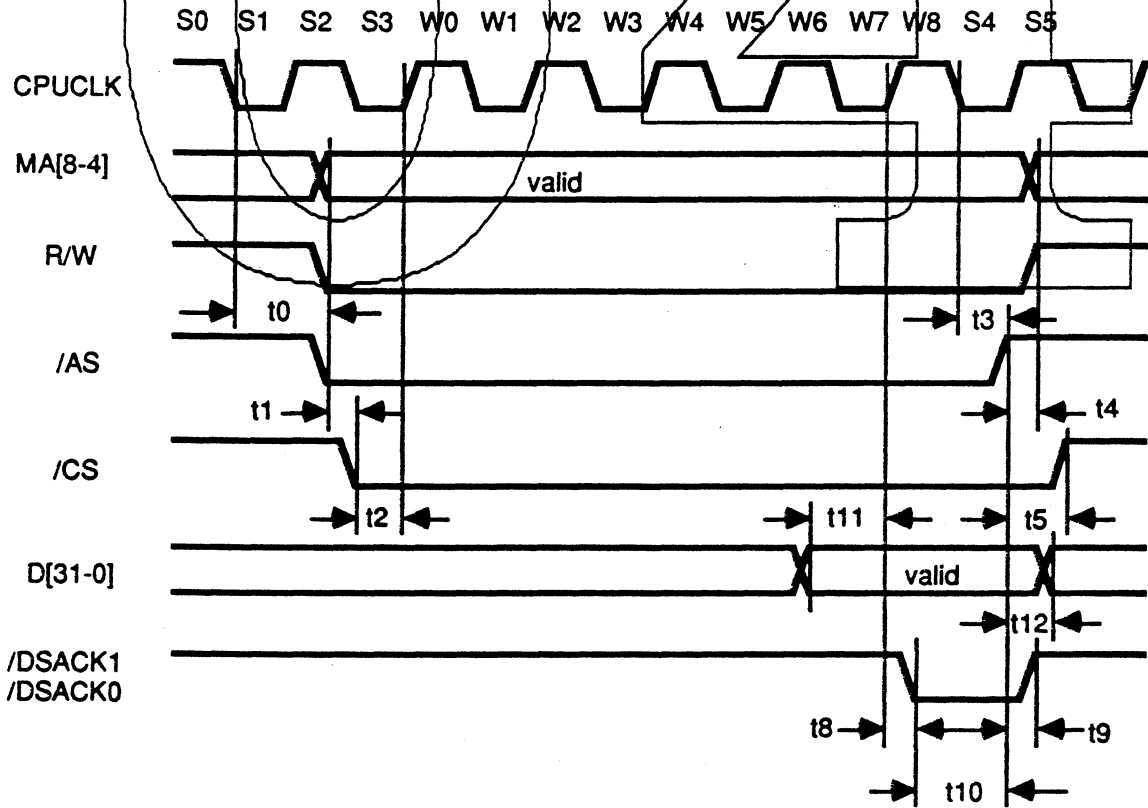 S0 S1 S2 S3 W0 W1 W2 W3 W4 W5 W6 W7 W8 S4 S5
CPUCLK
MA[8-4]
valid
R/W
t0
t3
/AS
t1
t4
/CS
t2
t11
t5
D[31-0]
valid
t12
/DSACK1
/DSACK0
t8
t9
t10